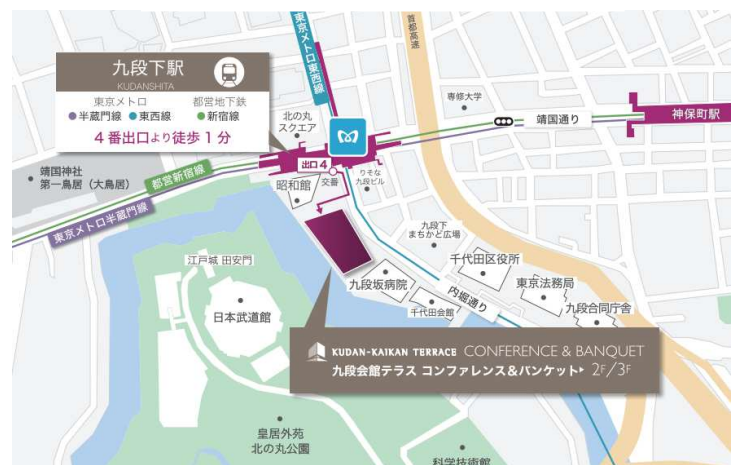 東京メトロ東西線
首都高速
九段下駅
KUDANSHITA
東京メトロ
都営地下鉄
半蔵門線
東西線
新宿線
4番出口より徒歩1分
北の丸
スクエア
専修大学
靖国通り
神保町駅
出口4
交番
りそな
九段ビル
昭和館
靖国神社
第一鳥居(大鳥居)
都営新宿線
東京メトロ半蔵門線
江戸城 田安門
日本武道館
九段下
まちかど広場
千代田区役所
九段坂病院
千代田会館
内堀通り
東京法務局
九段合同庁舎
KUDAN-KAIKAN TERRACE CONFERENCE & BANQUET
九段会館テラス コンファレンス&バンケット 2F/3F
皇居外苑
北の丸公園
科学技術館